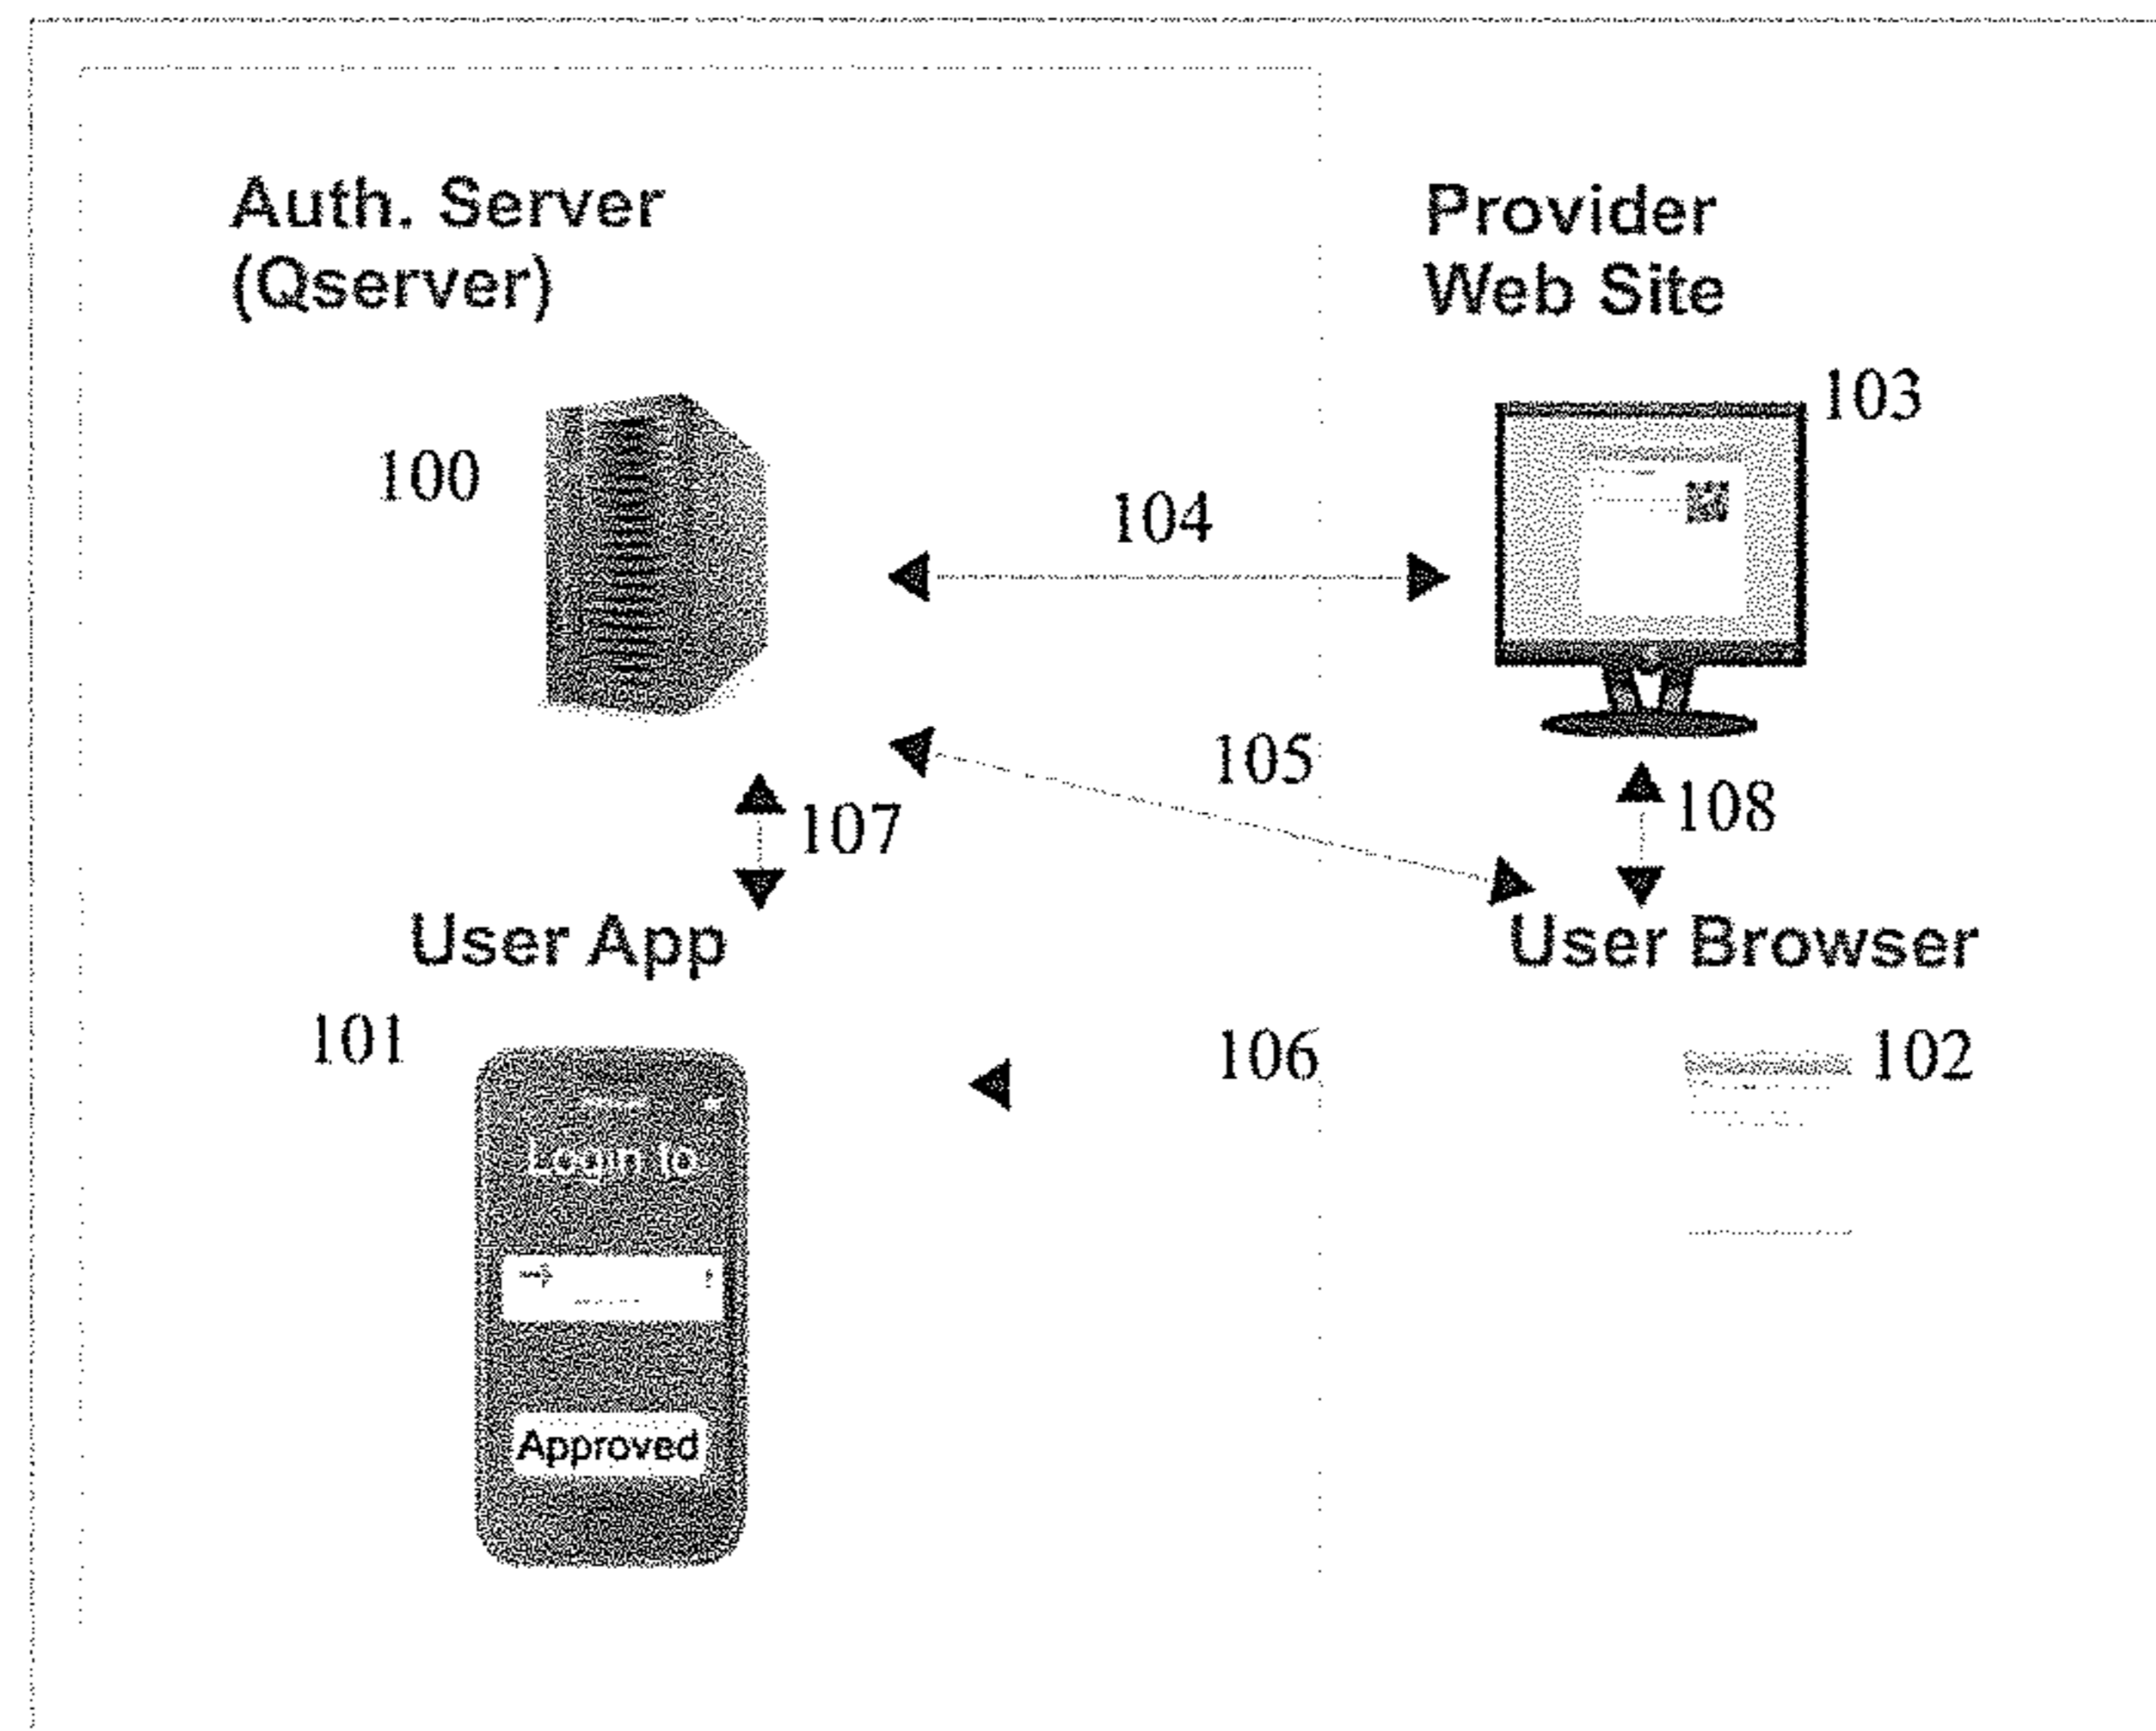 Auth. Server
(Qserver)
Provider
Web Site
100
103
104
105
107
108
User App
User Browser
101
106
102
Login to
Approved